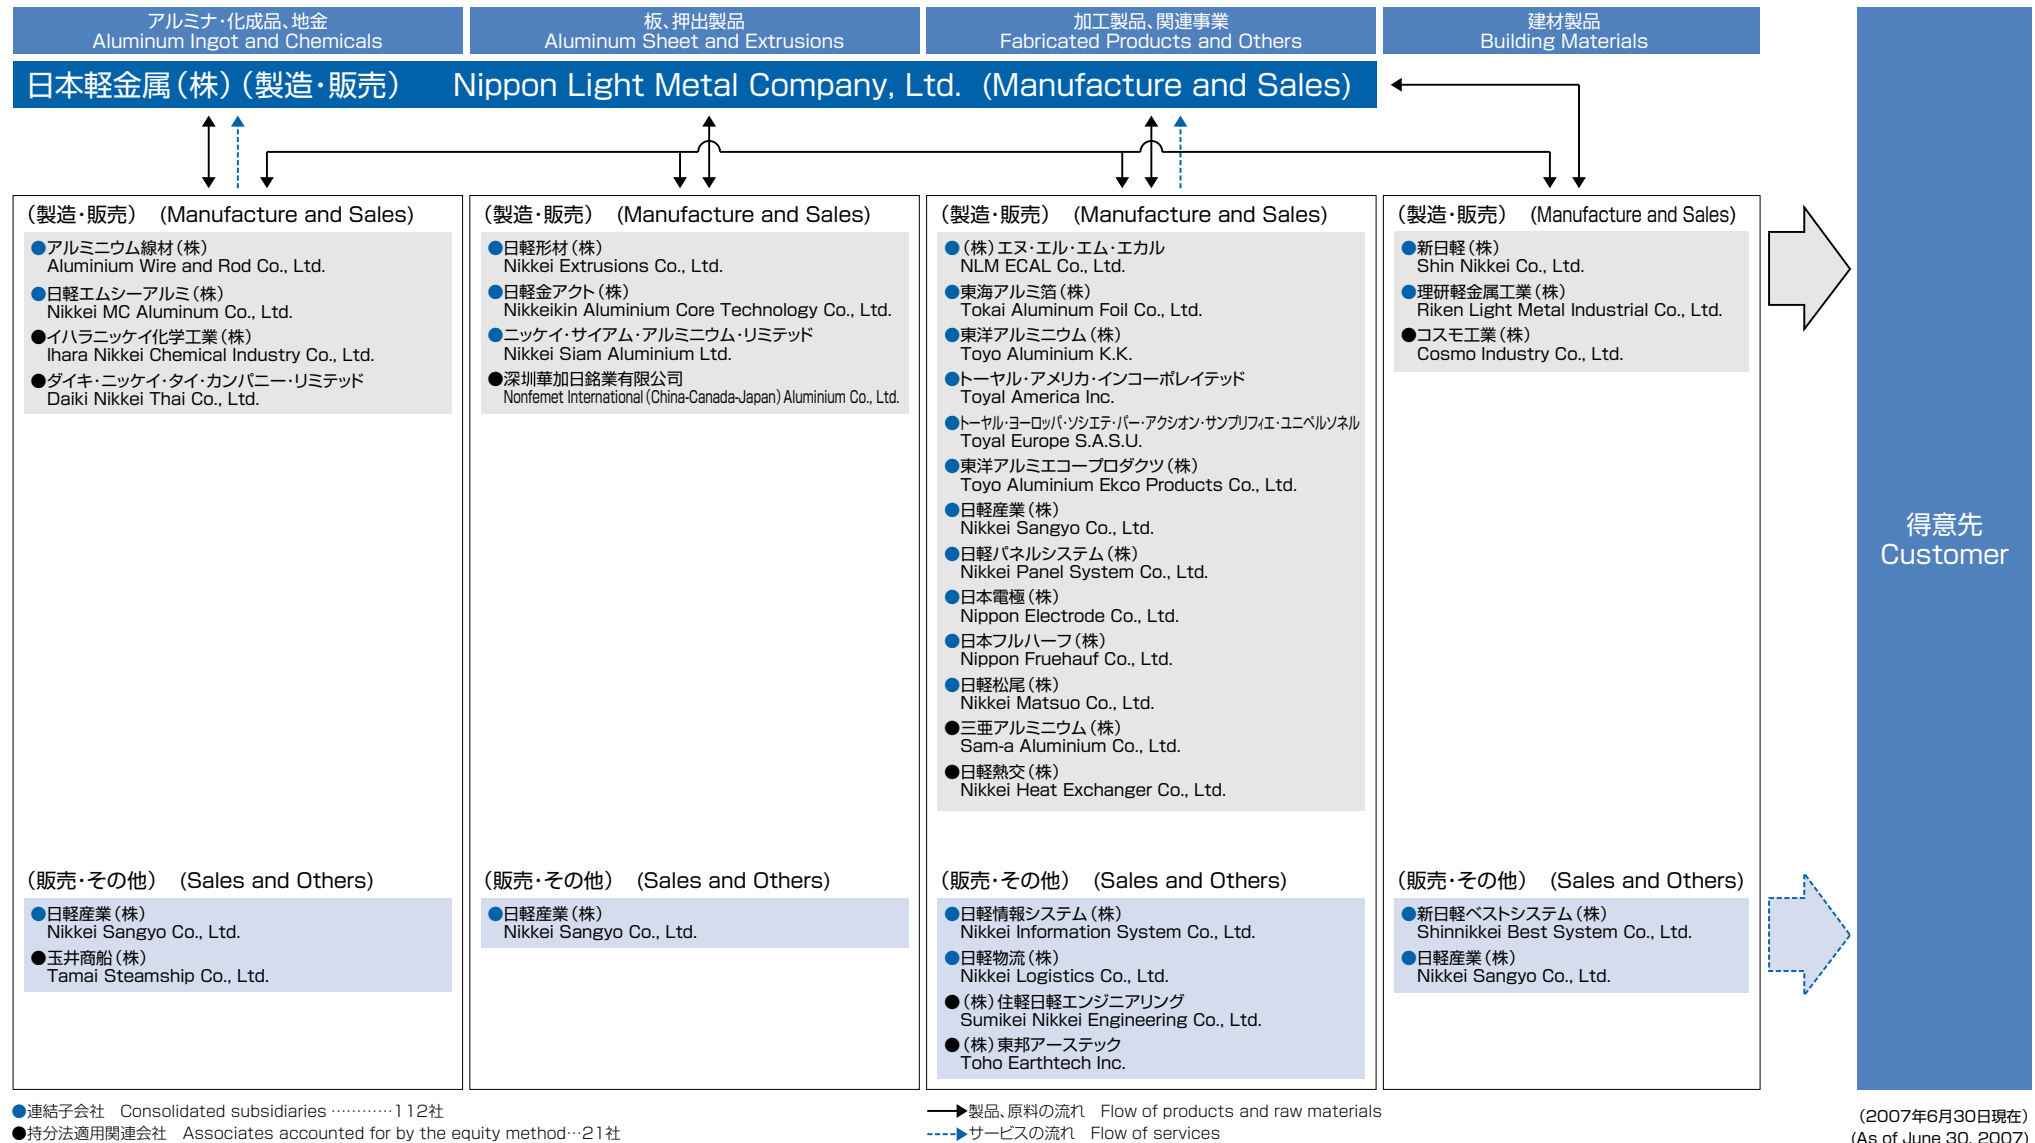 アルミナ・化成品、地金
Aluminum Ingot and Chemicals
板、押出製品
Aluminum Sheet and Extrusions
加工製品、関連事業
Fabricated Products and Others
建材製品
Building Materials
日本軽金属(株)(製造・販売) Nippon Light Metal Company, Ltd. (Manufacture and Sales)
(製造・販売) (Manufacture and Sales)
●アルミニウム線材(株)
Aluminium Wire and Rod Co., Ltd.
●日軽エムシーアルミ(株)
Nikkei MC Aluminum Co., Ltd.
●イハラニッケイ化学工業(株)
Ihara Nikkei Chemical Industry Co., Ltd.
●ダイキ・ニッケイ・タイ・カンパニー・リミテッド
Daiki Nikkei Thai Co., Ltd.
(販売・その他) (Sales and Others)
●日軽産業(株)
Nikkei Sangyo Co., Ltd.
●玉井商船(株)
Tamai Steamship Co., Ltd.
(製造・販売) (Manufacture and Sales)
●日軽形材(株)
Nikkei Extrusions Co., Ltd.
●日軽金アクト(株)
Nikkeikin Aluminium Core Technology Co., Ltd.
●ニッケイ・サイアム・アルミニウム・リミテッド
Nikkei Siam Aluminium Ltd.
●深圳華加日鋁業有限公司
Nonfemet International (China-Canada-Japan) Aluminium Co., Ltd.
(販売・その他) (Sales and Others)
●日軽産業(株)
Nikkei Sangyo Co., Ltd.
(製造・販売) (Manufacture and Sales)
●(株)エヌ・エル・エム・エカル
NLM ECAL Co., Ltd.
●東海アルミ箔(株)
Tokai Aluminum Foil Co., Ltd.
●東洋アルミニウム(株)
Toyo Aluminium K.K.
●トーヤル・アメリカ・インコーポレイテッド
Toyal America Inc.
●トーヤル・ヨーロッパ・ソシエテ・パー・アクシオン・サンプリフィエ・ユニペルソネル
Toyal Europe S.A.S.U.
●東洋アルミエコープロダクツ(株)
Toyo Aluminium Ekco Products Co., Ltd.
●日軽産業(株)
Nikkei Sangyo Co., Ltd.
●日軽パネルシステム(株)
Nikkei Panel System Co., Ltd.
●日本電極(株)
Nippon Electrode Co., Ltd.
●日本フルハーフ(株)
Nippon Fruehauf Co., Ltd.
●日軽松尾(株)
Nikkei Matsuo Co., Ltd.
●三亜アルミニウム(株)
Sam-a Aluminium Co., Ltd.
●日軽熱交(株)
Nikkei Heat Exchanger Co., Ltd.
(販売・その他) (Sales and Others)
●日軽情報システム(株)
Nikkei Information System Co., Ltd.
●日軽物流(株)
Nikkei Logistics Co., Ltd.
●(株)住軽日軽エンジニアリング
Sumikei Nikkei Engineering Co., Ltd.
●(株)東邦アーステック
Toho Earthtech Inc.
(製造・販売) (Manufacture and Sales)
●新日軽(株)
Shin Nikkei Co., Ltd.
●理研軽金属工業(株)
Riken Light Metal Industrial Co., Ltd.
●コスモ工業(株)
Cosmo Industry Co., Ltd.
(販売・その他) (Sales and Others)
●新日軽ベストシステム(株)
Shinnikkei Best System Co., Ltd.
●日軽産業(株)
Nikkei Sangyo Co., Ltd.
得意先
Customer
●連結子会社 Consolidated subsidiaries …………112社
●持分法適用関連会社 Associates accounted for by the equity method…21社
製品、原料の流れ Flow of products and raw materials
サービスの流れ Flow of services
(2007年6月30日現在)
(As of June 30, 2007)